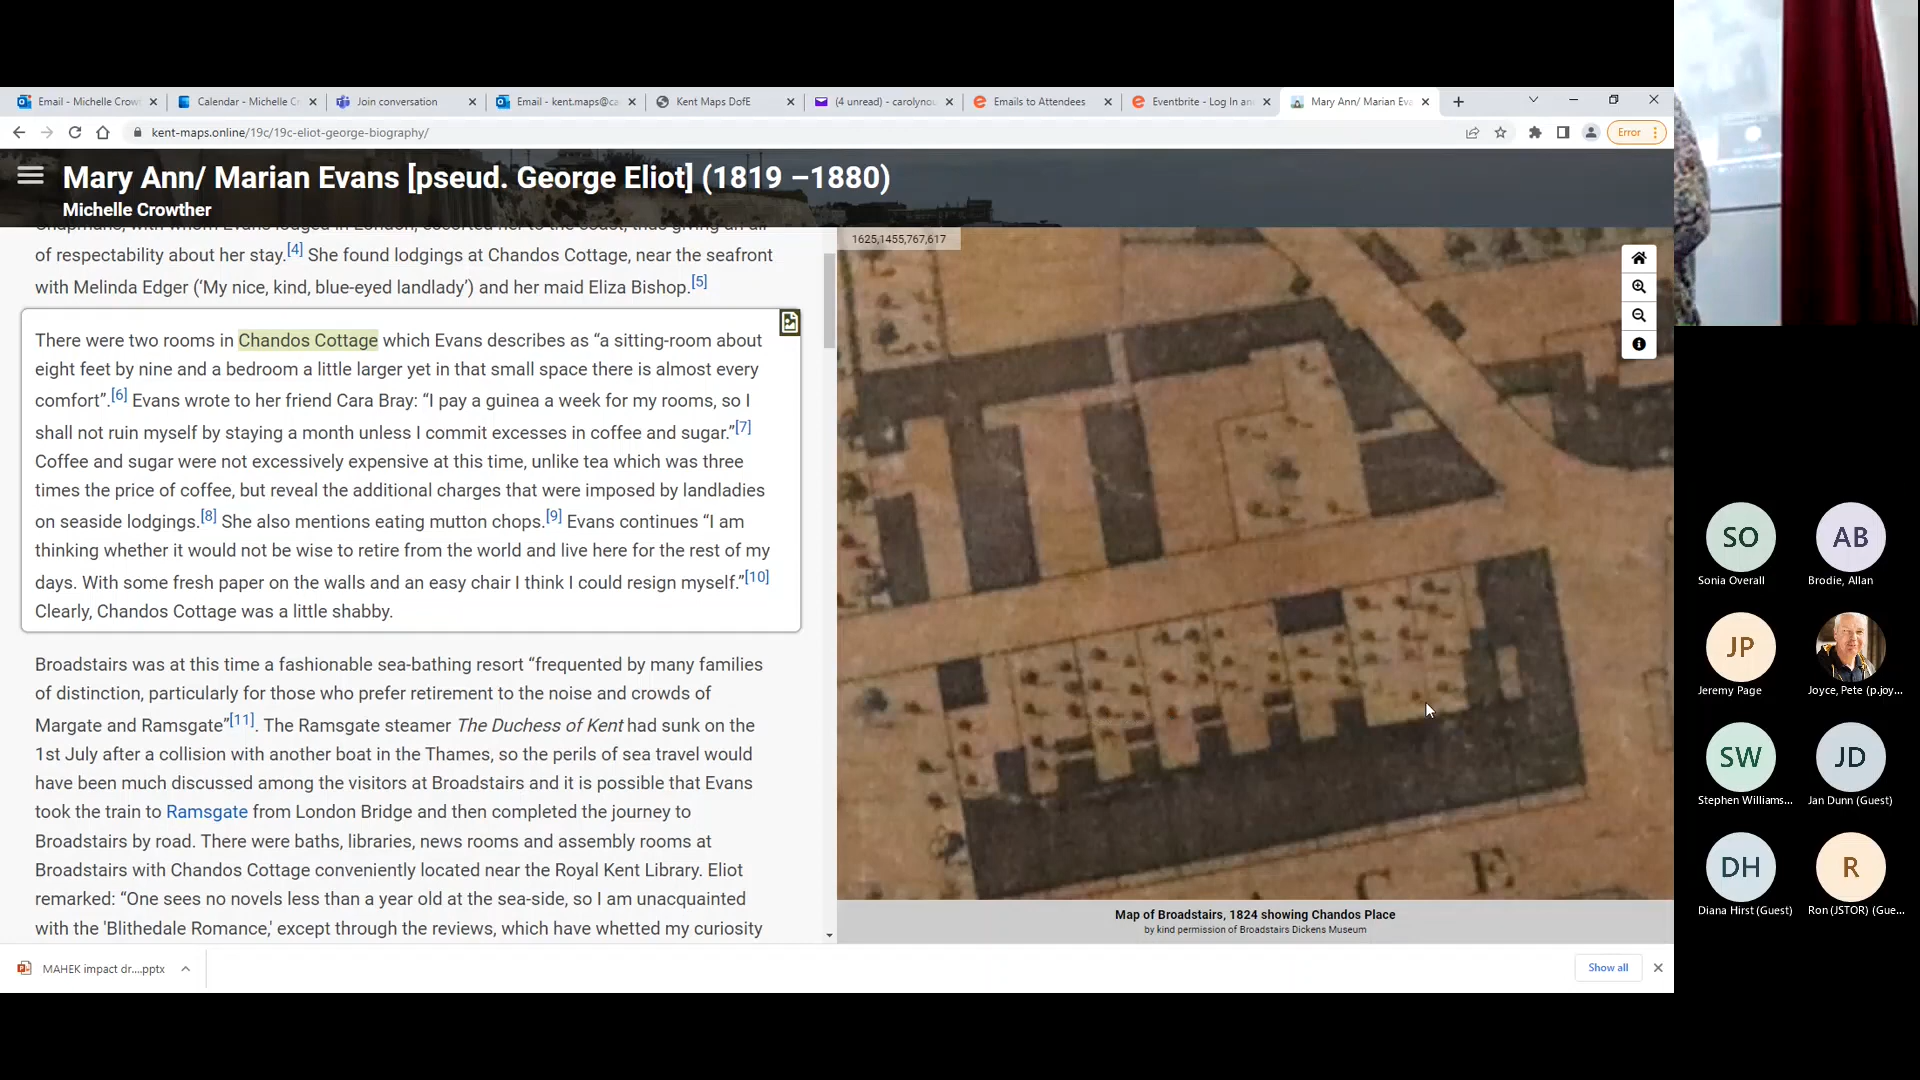 Email - Michelle Crow
Calendar - Michelle C
Join conversation
Email - kent.maps@ca
Kent Maps DofE
(4 unread) - carolynou
Emails to Attendees
Eventbrite - Log In an
Mary Ann/ Marian Eva
kent-maps.online/19c/19c-eliot-george-biography/
Error
Mary Ann/ Marian Evans [pseud. George Eliot] (1819 –1880)
Michelle Crowther
of respectability about her stay.[4] She found lodgings at Chandos Cottage, near the seafront
with Melinda Edger (‘My nice, kind, blue-eyed landlady’) and her maid Eliza Bishop.[5]
There were two rooms in Chandos Cottage which Evans describes as “a sitting-room about
eight feet by nine and a bedroom a little larger yet in that small space there is almost every
comfort”.[6] Evans wrote to her friend Cara Bray: “I pay a guinea a week for my rooms, so I
shall not ruin myself by staying a month unless I commit excesses in coffee and sugar.”[7]
Coffee and sugar were not excessively expensive at this time, unlike tea which was three
times the price of coffee, but reveal the additional charges that were imposed by landladies
on seaside lodgings.[8] She also mentions eating mutton chops.[9] Evans continues “I am
thinking whether it would not be wise to retire from the world and live here for the rest of my
days. With some fresh paper on the walls and an easy chair I think I could resign myself.”[10]
Clearly, Chandos Cottage was a little shabby.
Broadstairs was at this time a fashionable sea-bathing resort “frequented by many families
of distinction, particularly for those who prefer retirement to the noise and crowds of
Margate and Ramsgate”[11]. The Ramsgate steamer The Duchess of Kent had sunk on the
1st July after a collision with another boat in the Thames, so the perils of sea travel would
have been much discussed among the visitors at Broadstairs and it is possible that Evans
took the train to Ramsgate from London Bridge and then completed the journey to
Broadstairs by road. There were baths, libraries, news rooms and assembly rooms at
Broadstairs with Chandos Cottage conveniently located near the Royal Kent Library. Eliot
remarked: “One sees no novels less than a year old at the sea-side, so I am unacquainted
with the 'Blithedale Romance,' except through the reviews, which have whetted my curiosity
1625,1455,767,617
A C E
Map of Broadstairs, 1824 showing Chandos Place
by kind permission of Broadstairs Dickens Museum
MAHEK impact dr....pptx
Show all
SO
Sonia Overall
AB
Brodie, Allan
JP
Jeremy Page
Joyce, Pete (p.joy...
SW
Stephen Williams...
JD
Jan Dunn (Guest)
DH
Diana Hirst (Guest)
R
Ron (JSTOR) (Gue...